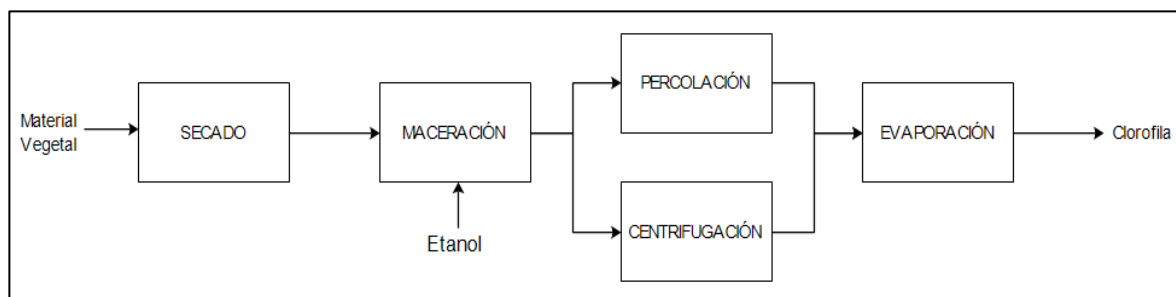 Material
Vegetal
SECADO
MACERACIÓN
Etanol
PERCOLACIÓN
CENTRIFUGACIÓN
EVAPORACIÓN
Clorofila